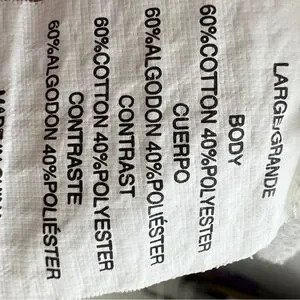 LARGE/GRANDE
BODY
60%COTTON 40%POLYESTER
CUERPO
60%ALGODON 40%POLIÉSTER
CONTRAST
60%COTTON 40%POLYESTER
CONTRASTE
60%ALGODON 40%POLIÉSTER